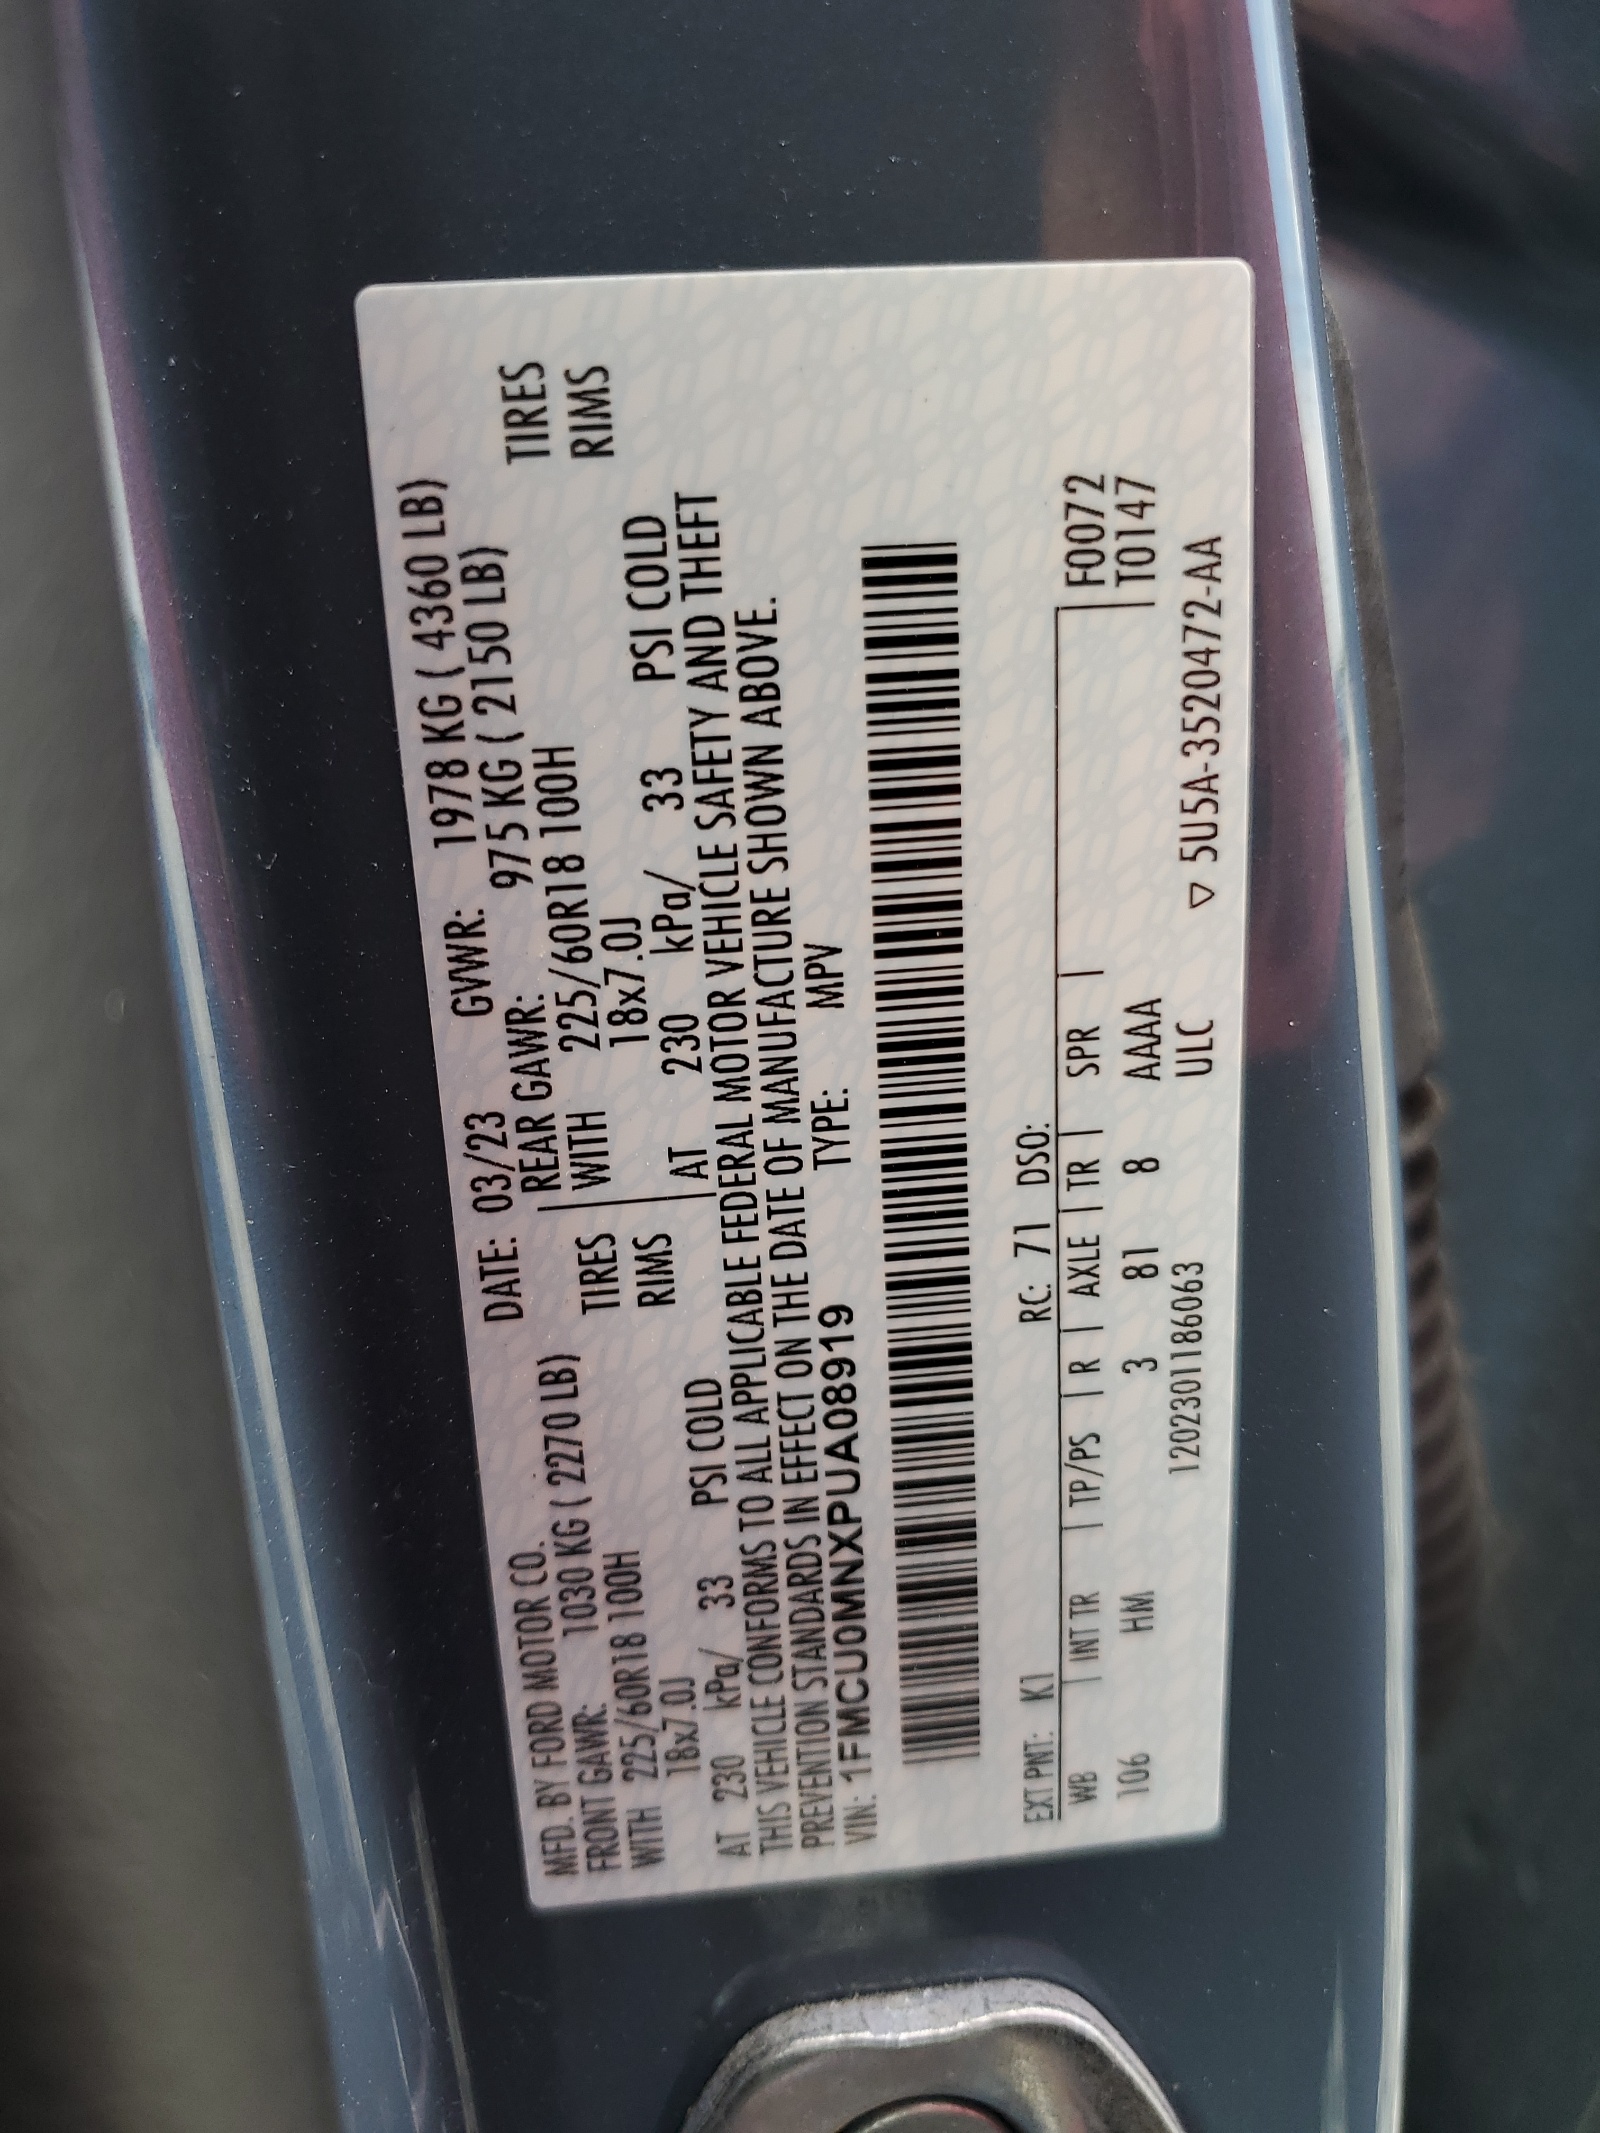 MFD. BY FORD MOTOR CO. DATE: 03/23 GVWR: 1978 KG ( 4360 LB)
FRONT GAWR: 1030 KG ( 2270 LB) REAR GAWR: 975 KG ( 2150 LB)
WITH 225/60R18 100H TIRES WITH 225/60R18 100H TIRES
18x7.0J RIMS 18x7.0J RIMS
AT 230 kPa/ 33 PSI COLD AT 230 kPa/ 33 PSI COLD
THIS VEHICLE CONFORMS TO ALL APPLICABLE FEDERAL MOTOR VEHICLE SAFETY AND THEFT
PREVENTION STANDARDS IN EFFECT ON THE DATE OF MANUFACTURE SHOWN ABOVE.
VIN: 1FMCU0MNXPUA08919 TYPE: MPV
EXT PNT: K1 RC: 71 DSO:
WB | INT TR | TP/PS | R | AXLE | TR | SPR | F0072
106 HM 3 81 8 AAAA T0147
1202301186063 ULC
▽ 5U5A-3520472-AA